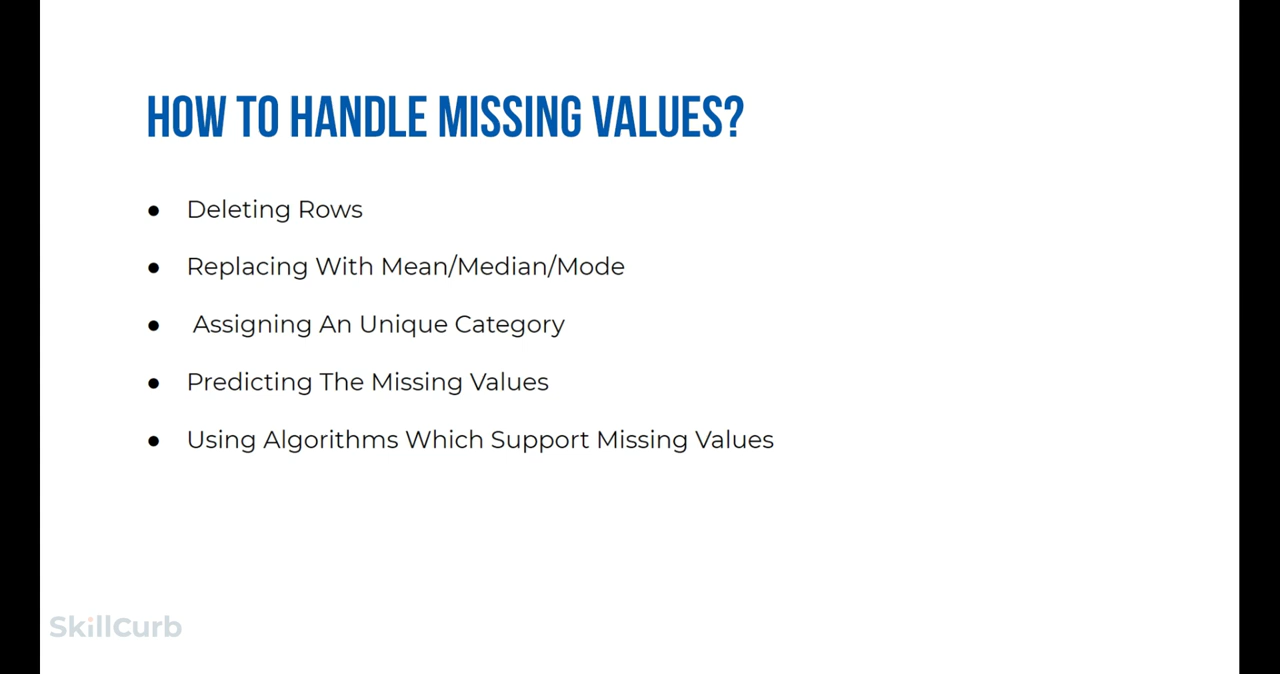 HOW TO HANDLE MISSING VALUES?
● Deleting Rows
● Replacing With Mean/Median/Mode
● Assigning An Unique Category
● Predicting The Missing Values
● Using Algorithms Which Support Missing Values
SkillCurb